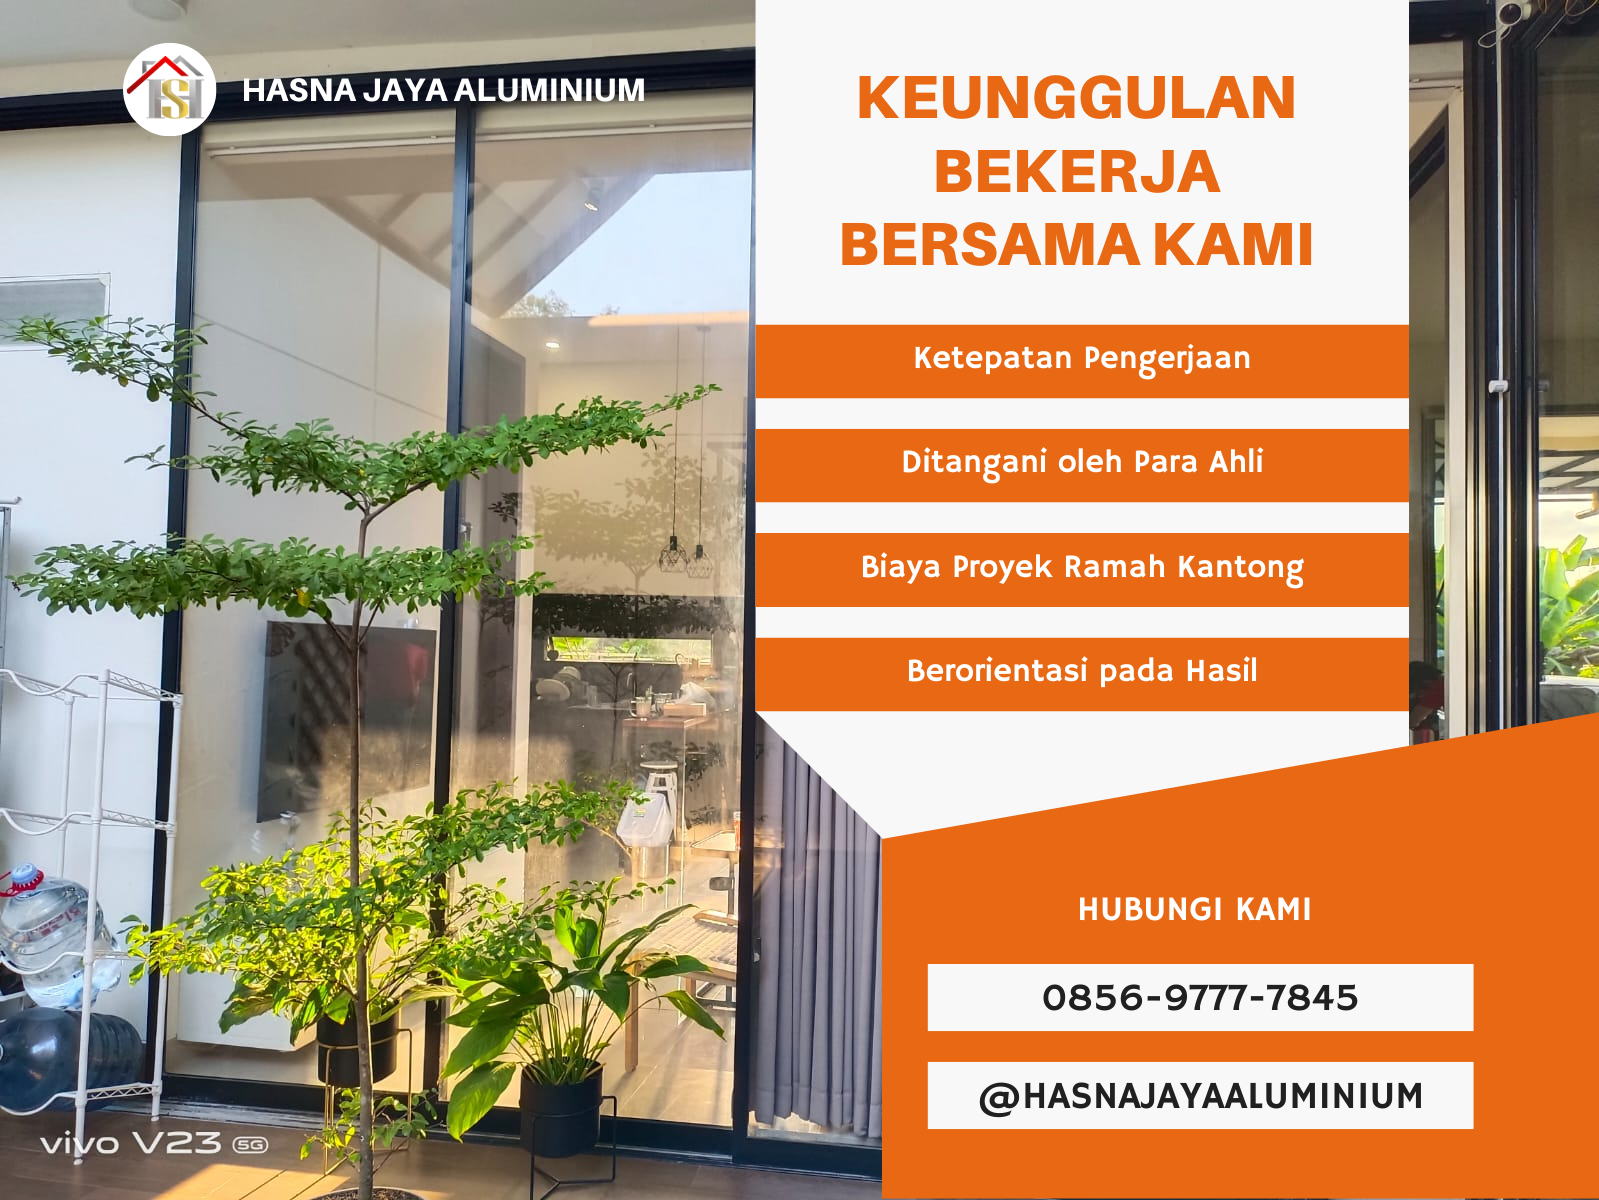 HASNA JAYA ALUMINIUM
KEUNGGULAN
BEKERJA
BERSAMA KAMI
Ketepatan Pengerjaan
Ditangani oleh Para Ahli
Biaya Proyek Ramah Kantong
Berorientasi pada Hasil
HUBUNGI KAMI
0856-9777-7845
@HASNAJAYAALUMINIUM
vivo V23 5G